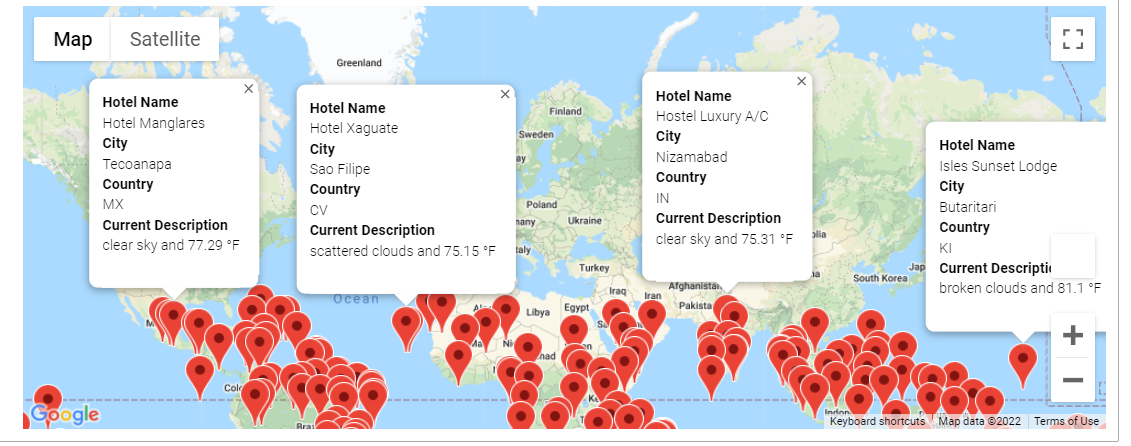 Map
Satellite
Greenland
Hotel Name
Hotel Manglares
City
Tecoanapa
Country
MX
Current Description
clear sky and 77.29 °F
Hotel Name
Hotel Xaguate
City
Sao Filipe
Country
CV
Current Description
scattered clouds and 75.15 °F
Hotel Name
Hostel Luxury A/C
City
Nizamabad
Country
IN
Current Description
clear sky and 75.31 °F
Hotel Name
Isles Sunset Lodge
City
Butaritari
Country
KI
Current Descriptio
broken clouds and 81.1 °F
Finland
Sweden
Poland
Ukraine
Turkey
South Korea
Ocean
Libya
Egypt
Iraq
Iran
Afghanistan
Pakista
Google
Keyboard shortcuts
Map data ©2022
Terms of Use